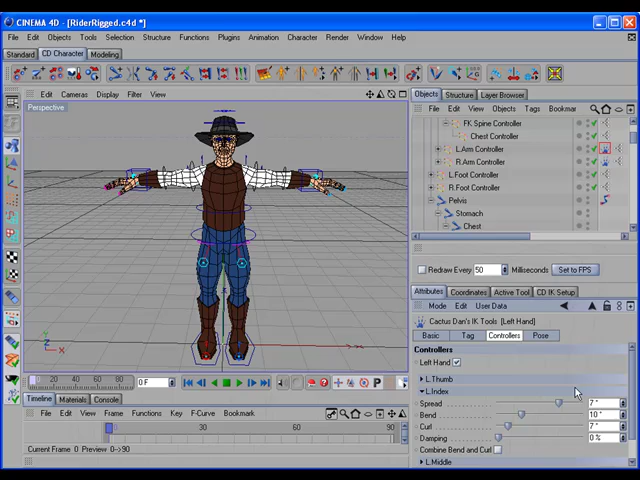 CINEMA 4D - [RiderRigged.c4d *]
File Edit Objects Tools Selection Structure Functions Plugins Animation Character Render Window Help
Standard CD Character Modeling
Edit Cameras Display Filter View
Perspective
Y
Z X
0 30 60 90
0 F
P
Timeline Materials Console
File Edit View Objects Key F-Curve Bookmark
0 30 60 90
Current Frame 0 Preview 0-->90
Objects Structure Layer Browser
File Edit View Objects Tags Bookmar
FK Spine Controller
Chest Controller
L.Arm Controller
R.Arm Controller
L.Foot Controller
R.Foot Controller
Pelvis
Stomach
Chest
Redraw Every 50 Milliseconds Set to FPS
Attributes Coordinates Active Tool CD IK Setup
Mode Edit User Data
Cactus Dan's IK Tools [Left Hand]
Basic Tag Controllers Pose
Controllers
Left Hand
L.Thumb
L.Index
Spread 7 °
Bend 10 °
Curl 7 °
Damping 0 %
Combine Bend and Curl
L.Middle